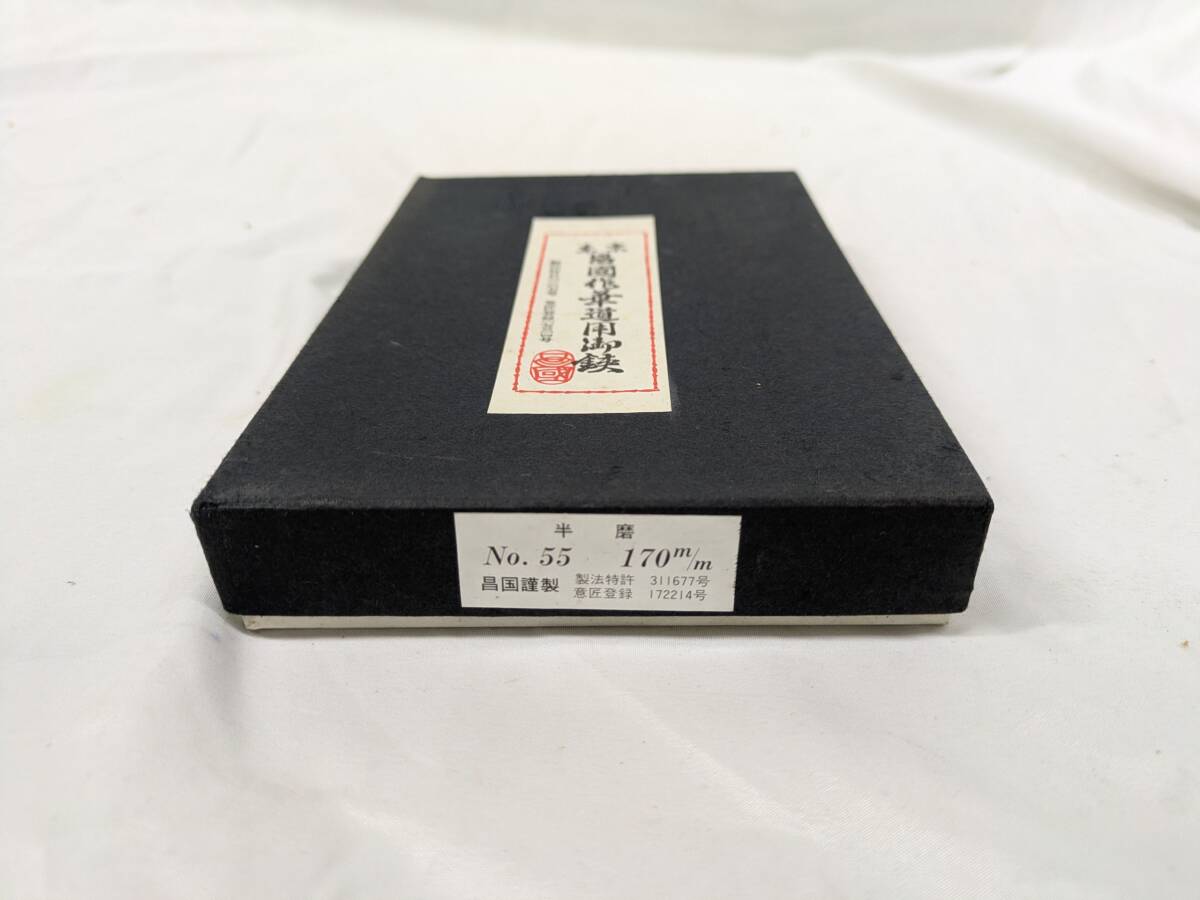 昌國作華道用御鋏
半 磨
No. 55 170 m/m
昌国謹製
製法特許 311677号
意匠登録 172214号